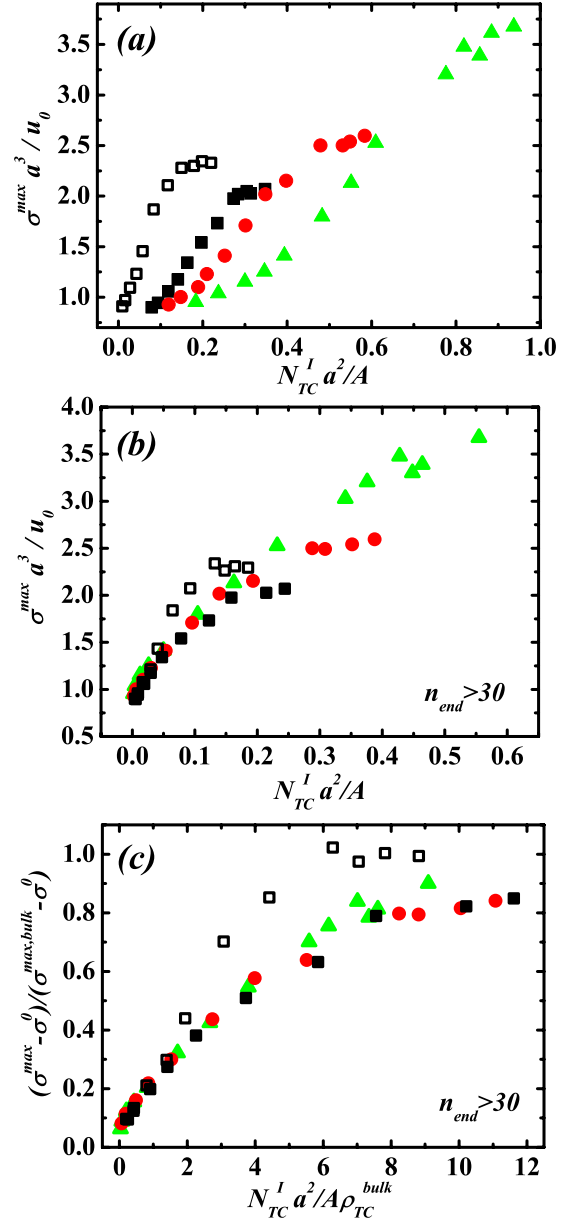 (a)
3.5
3.0
2.5
2.0
1.5
1.0
σ^max a^3 / u_0
0.0 0.2 0.4 0.6 0.8 1.0
N_TC^I a^2/A
(b)
4.0
3.5
3.0
2.5
2.0
1.5
1.0
0.5
σ^max a^3 / u_0
n_end>30
0.0 0.1 0.2 0.3 0.4 0.5 0.6
N_TC^I a^2/A
(c)
1.0
0.8
0.6
0.4
0.2
0.0
(σ^max-σ^0)/(σ^max,bulk-σ^0)
n_end>30
0 2 4 6 8 10 12
N_TC^I a^2/Aρ_TC^bulk